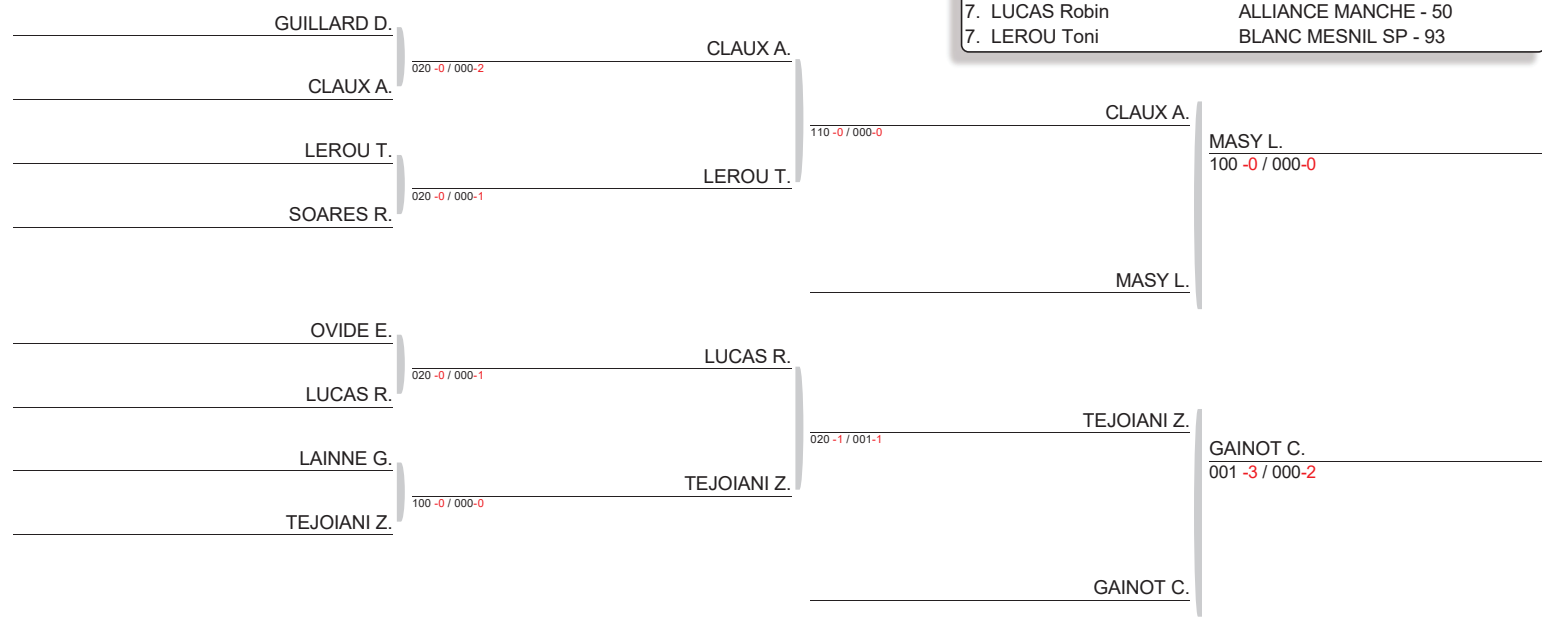 7. LUCAS Robin ALLIANCE MANCHE - 50
7. LEROU Toni BLANC MESNIL SP - 93
GUILLARD D.
CLAUX A.
020 -0 / 000-2
CLAUX A.
LEROU T.
SOARES R.
020 -0 / 000-1
LEROU T.
110 -0 / 000-0
CLAUX A.
MASY L.
MASY L.
100 -0 / 000-0
OVIDE E.
LUCAS R.
020 -0 / 000-1
LUCAS R.
LAINNE G.
TEJOIANI Z.
100 -0 / 000-0
TEJOIANI Z.
020 -1 / 001-1
TEJOIANI Z.
GAINOT C.
GAINOT C.
001 -3 / 000-2